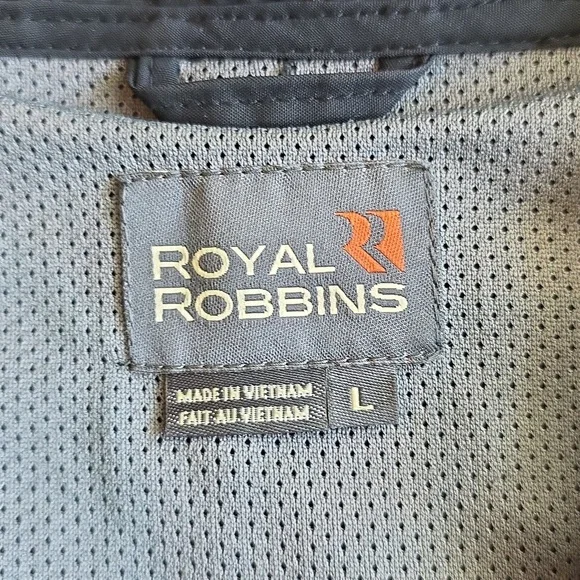 ROYAL
ROBBINS
MADE IN VIETNAM
FAIT AU VIETNAM
L